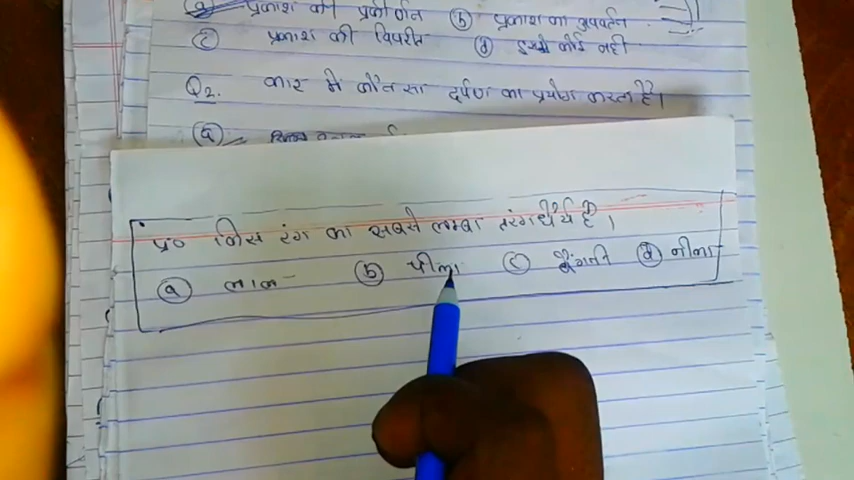 (a) प्रकाश का प्रकीर्णन (b) प्रकाश का अपवर्तन
(c) प्रकाश की विपरीत (d) इनमे कोई नही
Q2. कार में कौन सा दर्पण का प्रयोग करता है।
(a)
प्र० किस रंग का सबसे लम्बा तरंगधैर्य है।
(a) लाल (b) पीला (c) बैंगनी (d) नीला